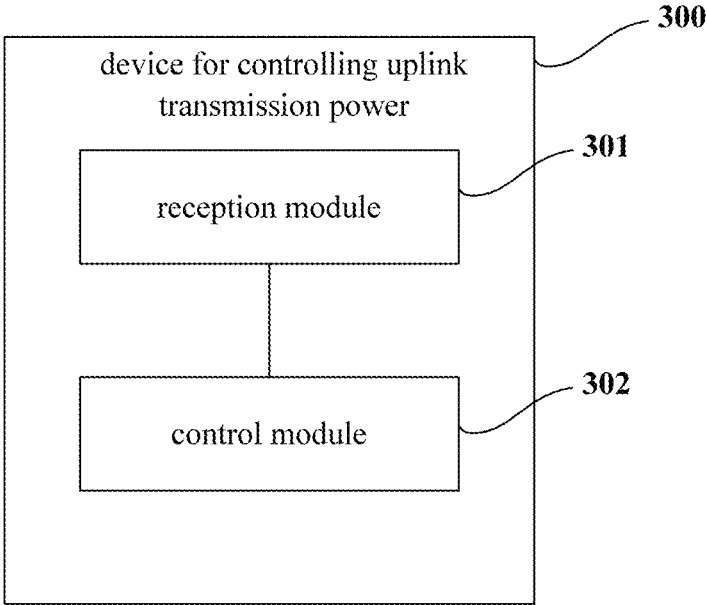 300
device for controlling uplink
transmission power
301
reception module
302
control module